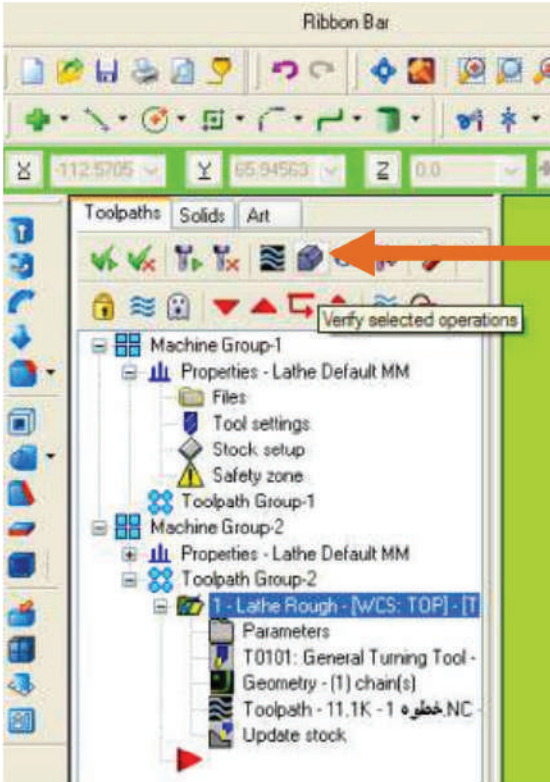 Ribbon Bar
X -112.5705 Y 65.94563 Z 0.0
Toolpaths Solids Art
Verify selected operations
Machine Group-1
Properties - Lathe Default MM
Files
Tool settings
Stock setup
Safety zone
Toolpath Group-1
Machine Group-2
Properties - Lathe Default MM
Toolpath Group-2
1 - Lathe Rough - [WCS: TOP] - [T
Parameters
T0101: General Turning Tool -
Geometry - (1) chain(s)
Toolpath - 11.1K - خطوه 1.NC -
Update stock